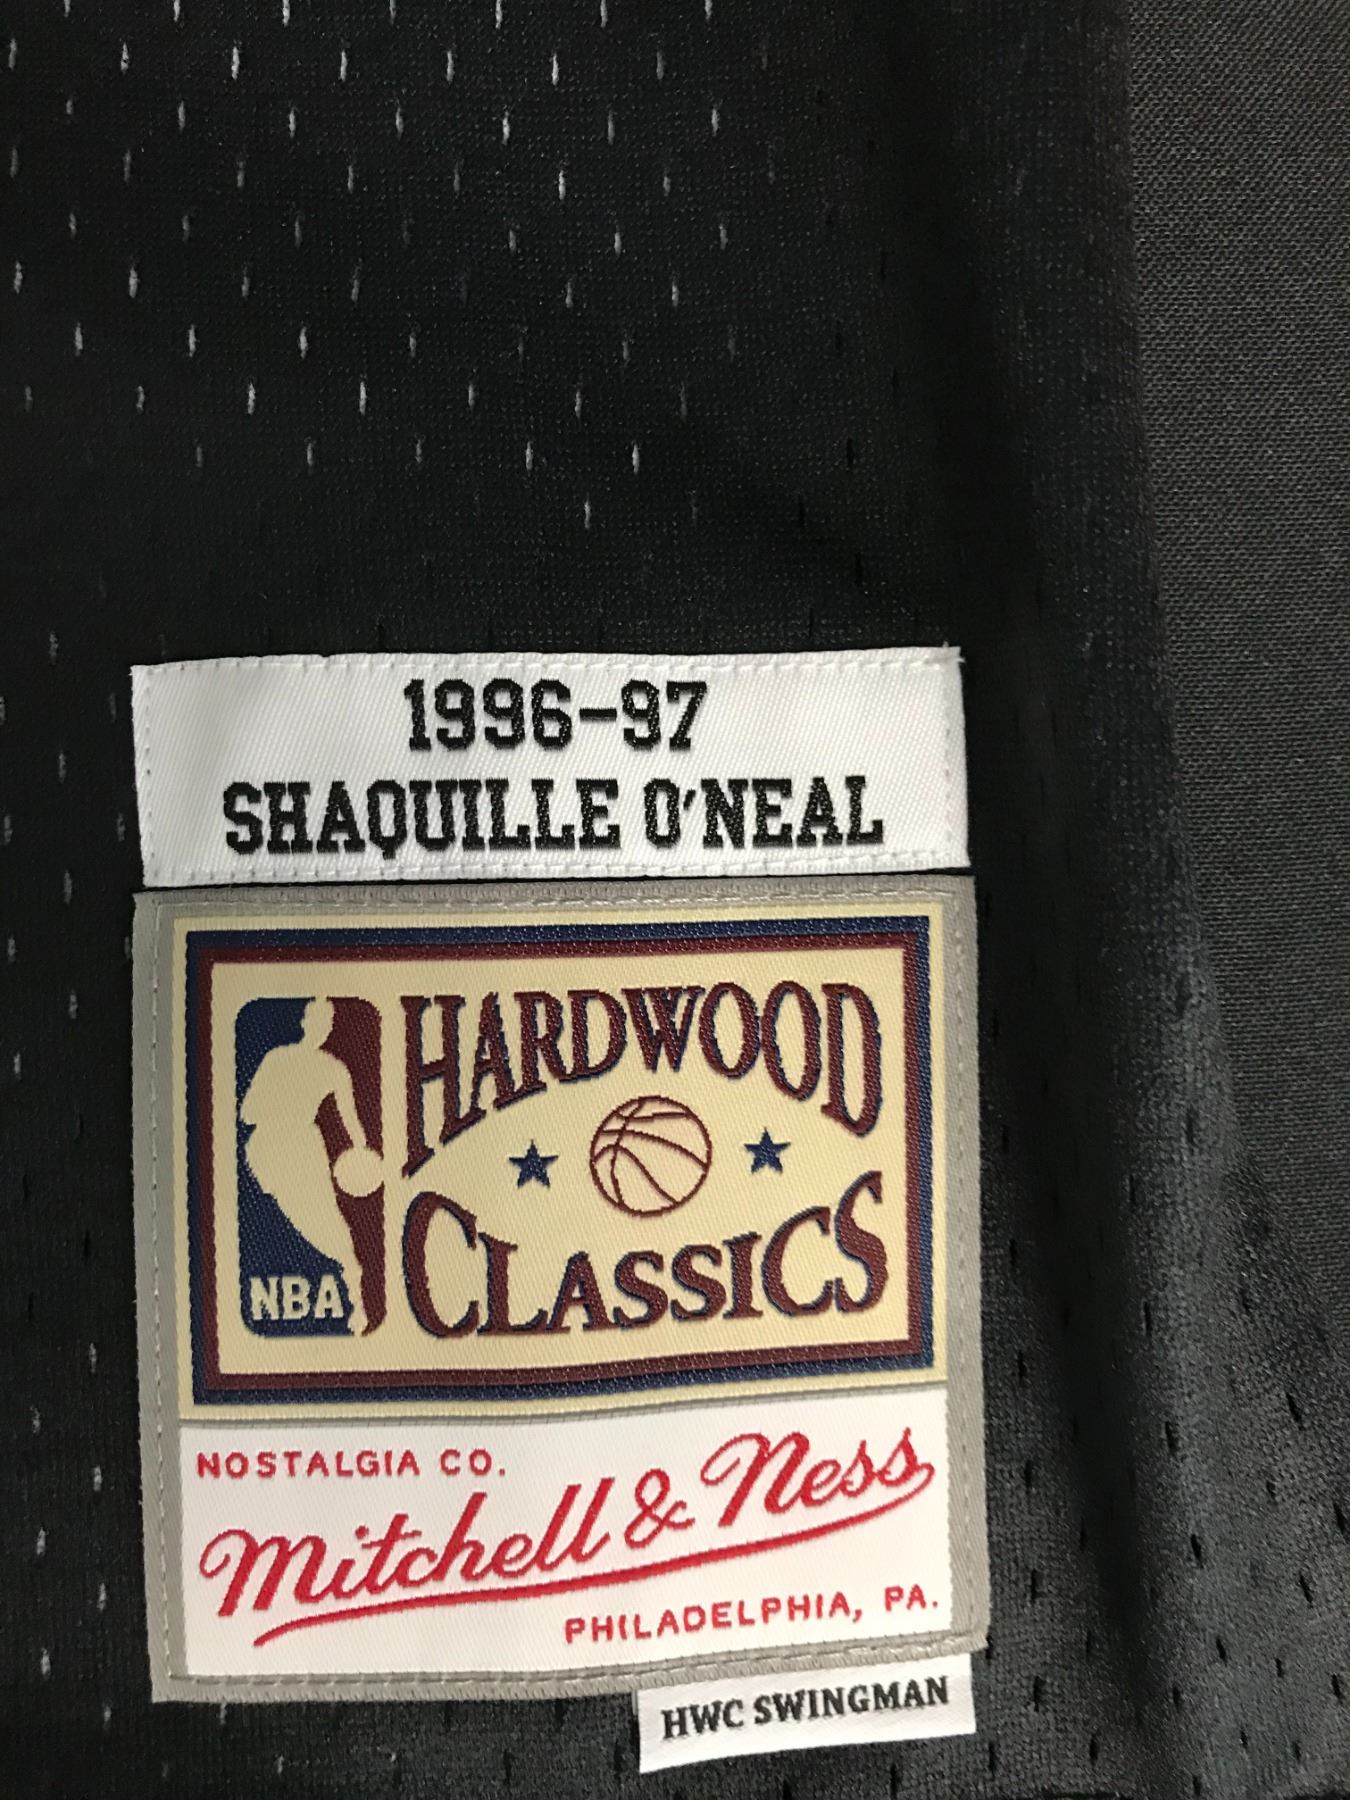 1996-97
SHAQUILLE O'NEAL
HARDWOOD
CLASSICS
NBA
NOSTALGIA CO.
Mitchell & Ness
PHILADELPHIA, PA.
HWC SWINGMAN